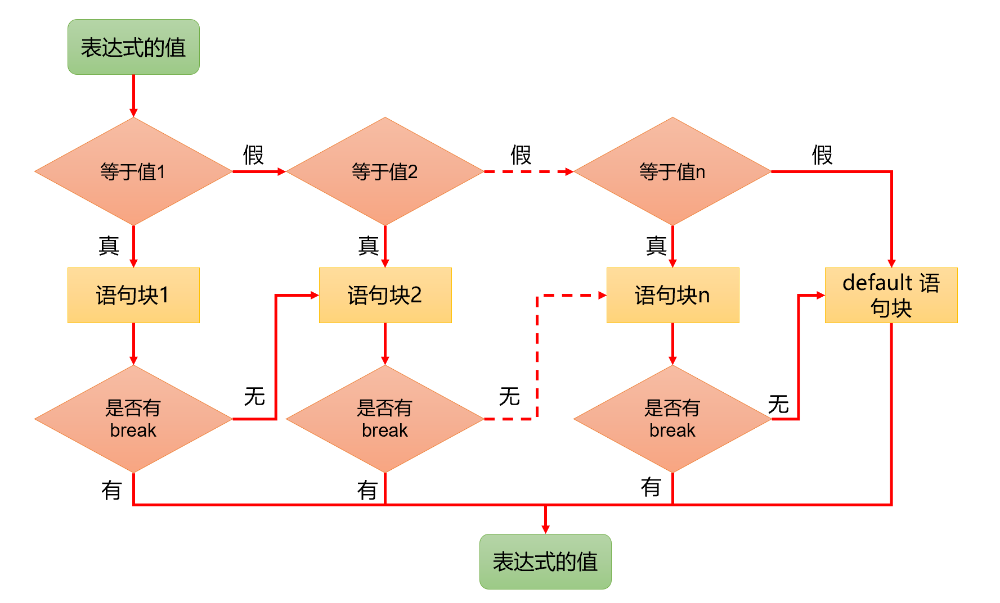 表达式的值
假
假
假
等于值1
等于值2
等于值n
真
真
真
语句块1
语句块2
语句块n
default 语
句块
无
无
无
是否有
break
是否有
break
是否有
break
有
有
有
表达式的值